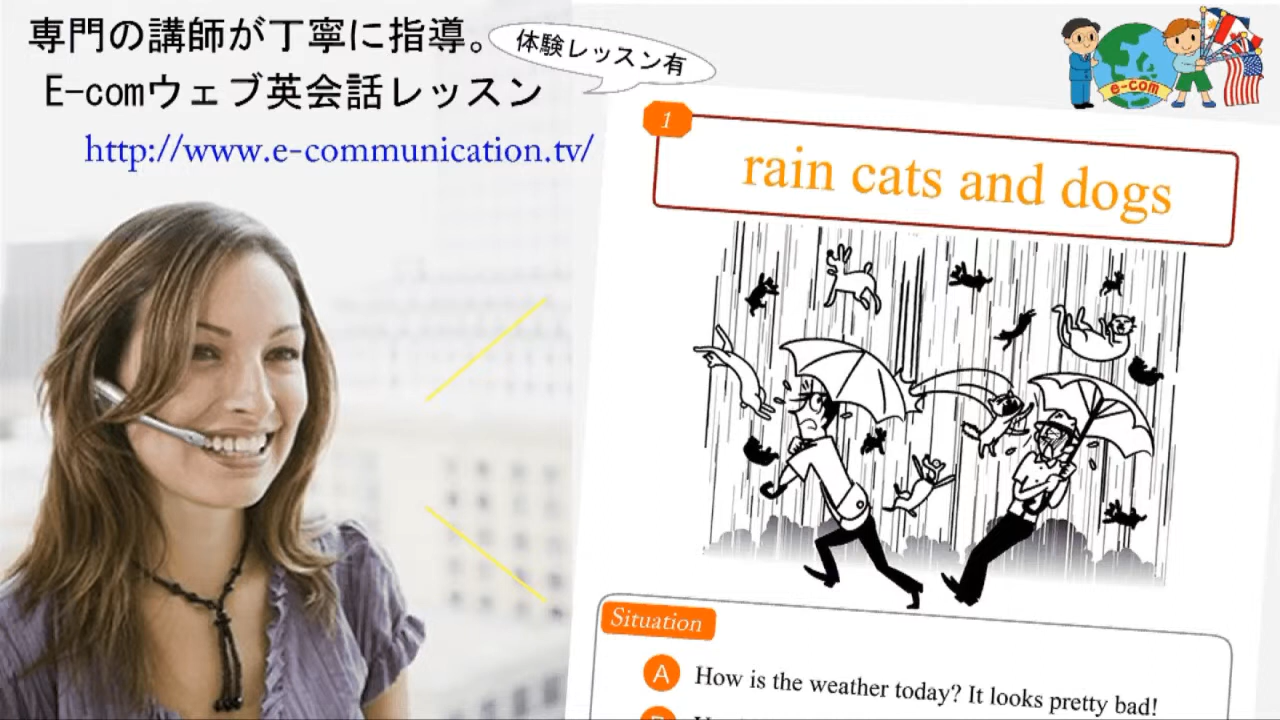 専門の講師が丁寧に指導。
体験レッスン有
E-comウェブ英会話レッスン
http://www.e-communication.tv/
e-com
1
rain cats and dogs
Situation
A How is the weather today? It looks pretty bad!